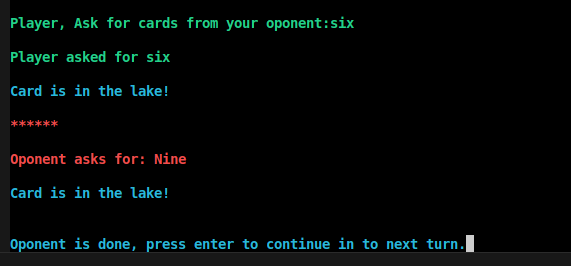 Player, Ask for cards from your oponent:six
Player asked for six
Card is in the lake!
******
Oponent asks for: Nine
Card is in the lake!
Oponent is done, press enter to continue in to next turn.